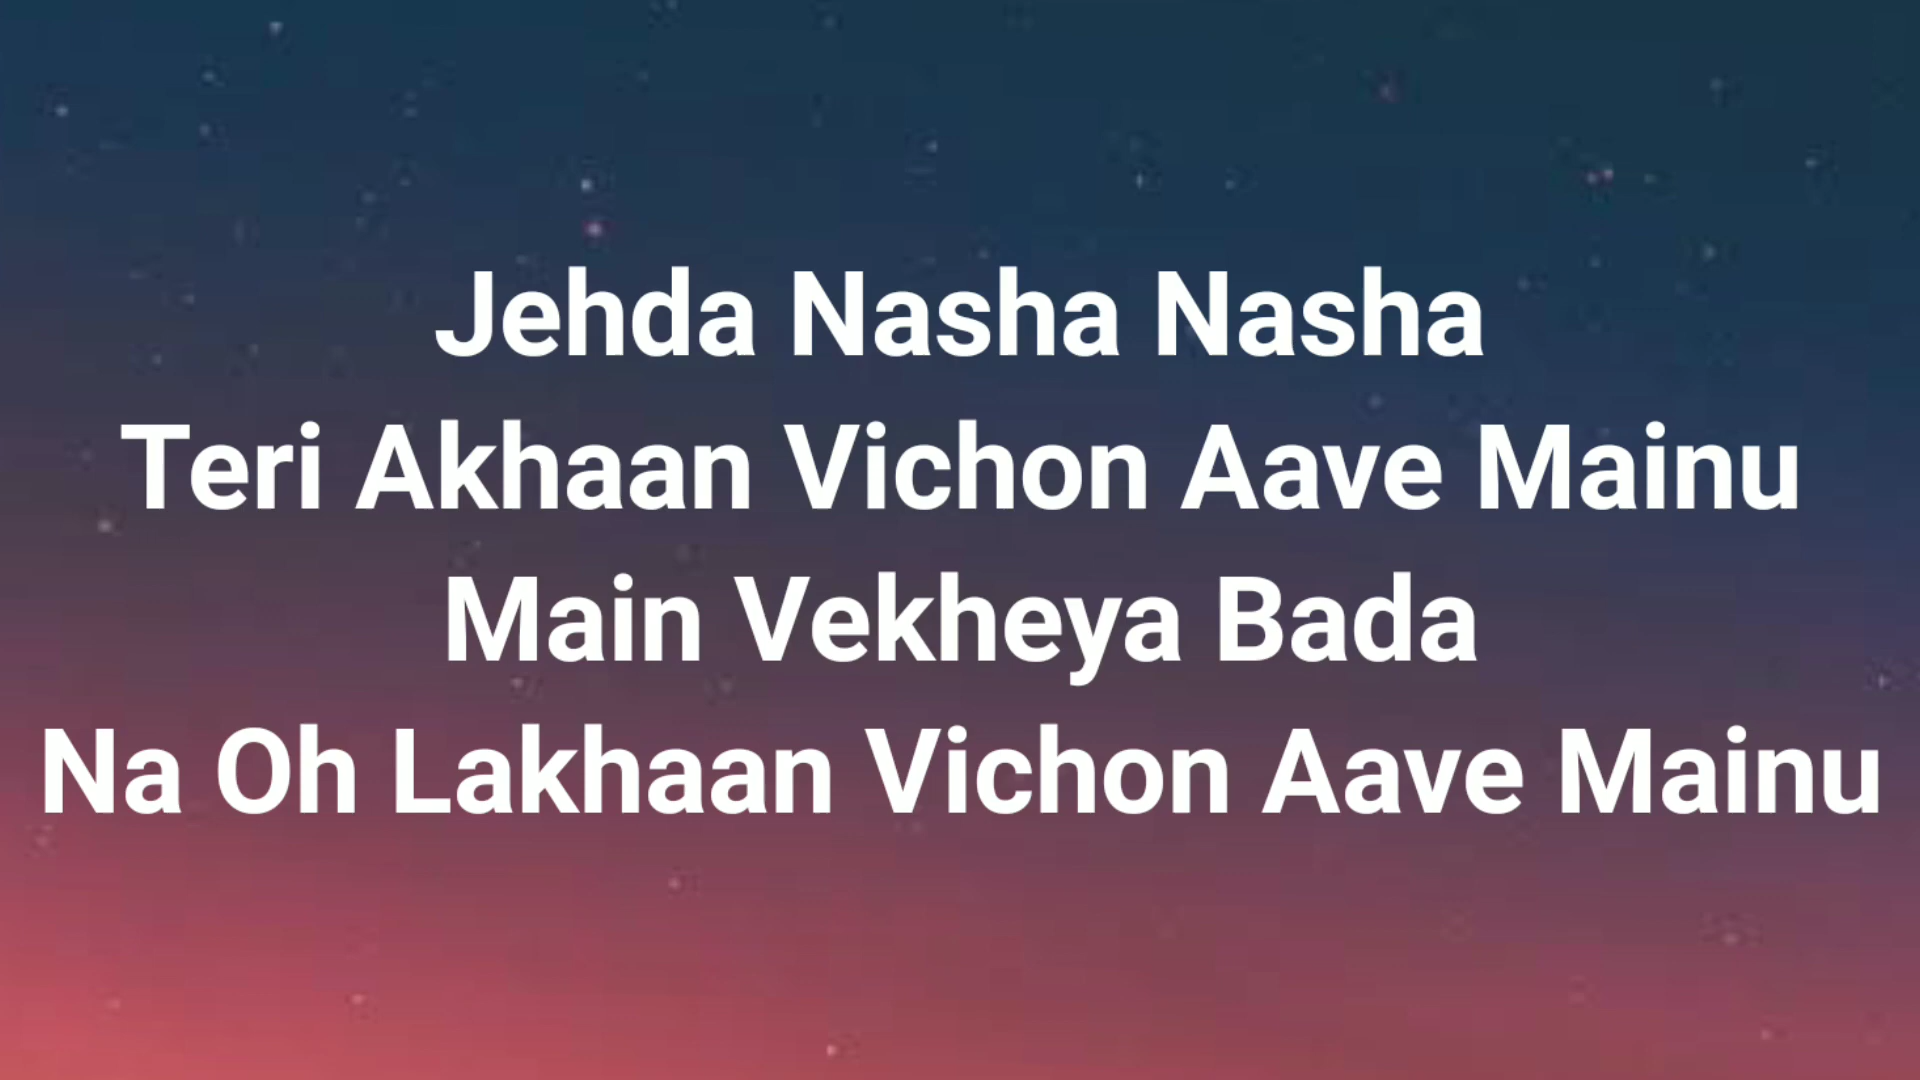 Jehda Nasha Nasha
Teri Akhaan Vichon Aave Mainu
Main Vekheya Bada
Na Oh Lakhaan Vichon Aave Mainu